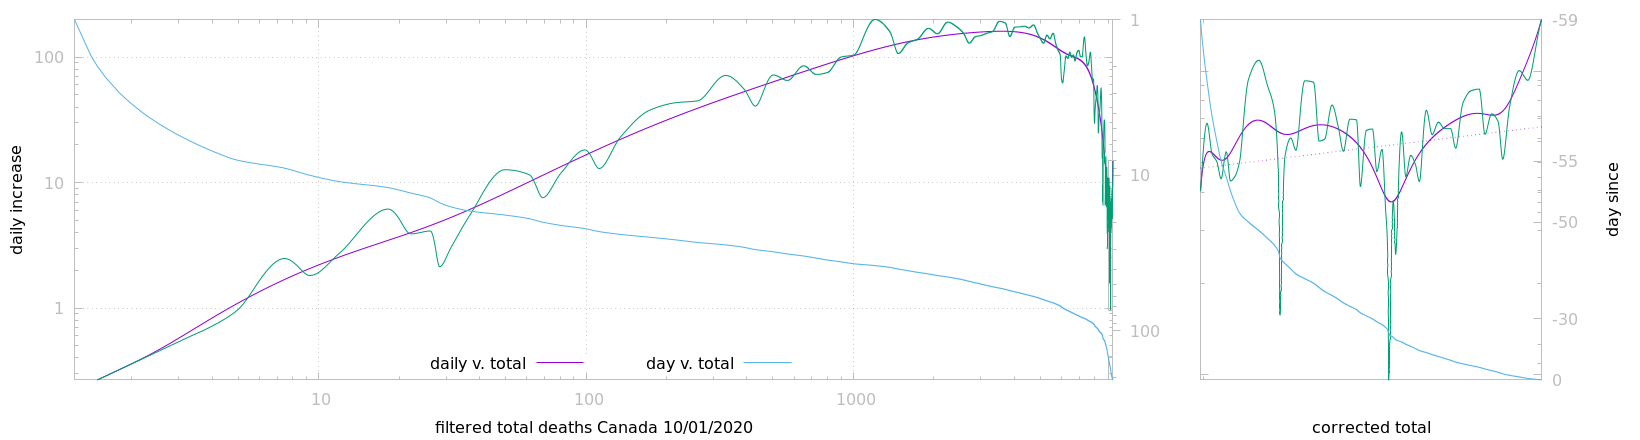 daily increase
100
10
1
1
10
100
daily v. total
day v. total
10
100
1000
filtered total deaths Canada 10/01/2020
-59
-55
-50
-30
0
day since
corrected total